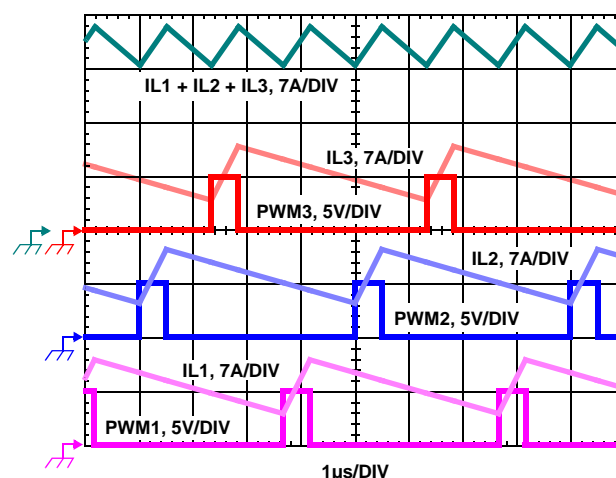 IL1 + IL2 + IL3, 7A/DIV
IL3, 7A/DIV
PWM3, 5V/DIV
IL2, 7A/DIV
PWM2, 5V/DIV
IL1, 7A/DIV
PWM1, 5V/DIV
1µs/DIV